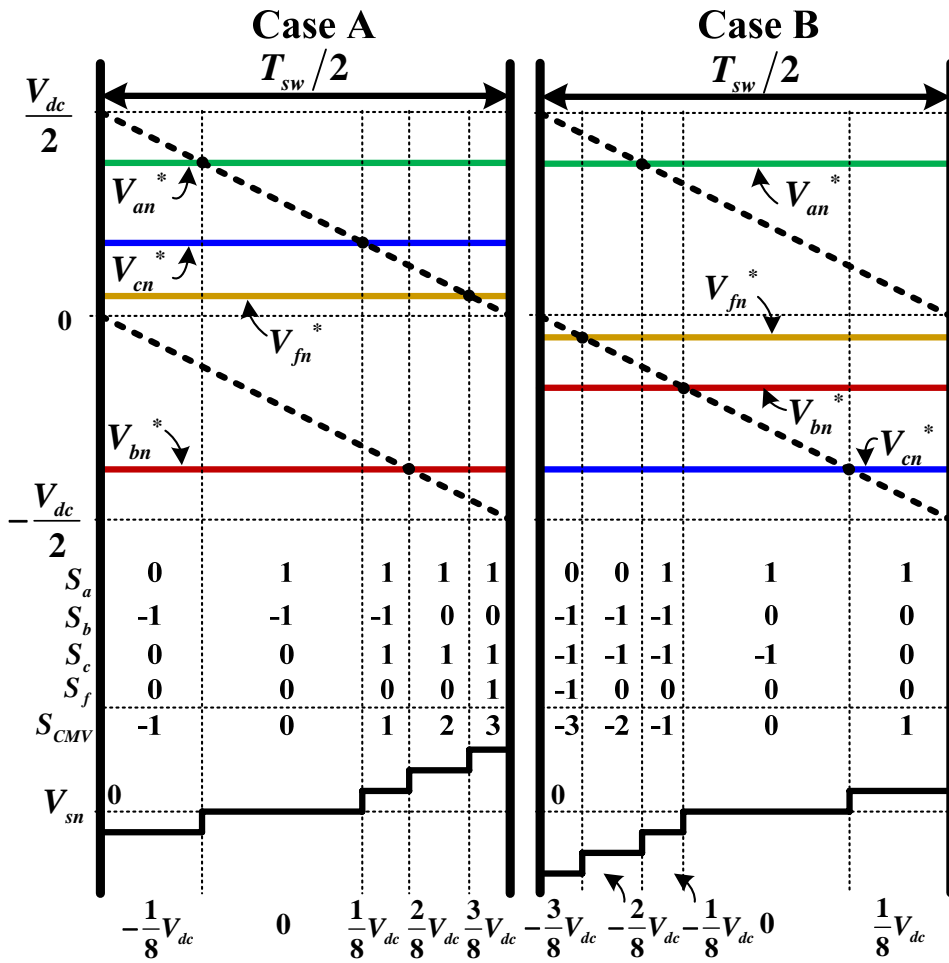 Case A Case B
T_sw/2 T_sw/2
V_dc/2
V_an* V_an*
V_cn* V_fn*
0
V_fn*
V_bn* V_bn*
V_cn*
-V_dc/2
S_a 0 1 1 1 1 0 0 1 1 1
S_b -1 -1 -1 0 0 -1 -1 -1 0 0
S_c 0 0 1 1 1 -1 -1 -1 -1 0
S_f 0 0 0 0 1 -1 0 0 0 0
S_CMV -1 0 1 2 3 -3 -2 -1 0 1
0 0
V_sn
-1/8 V_dc 0 1/8 V_dc 2/8 V_dc 3/8 V_dc -3/8 V_dc -2/8 V_dc -1/8 V_dc 0 1/8 V_dc